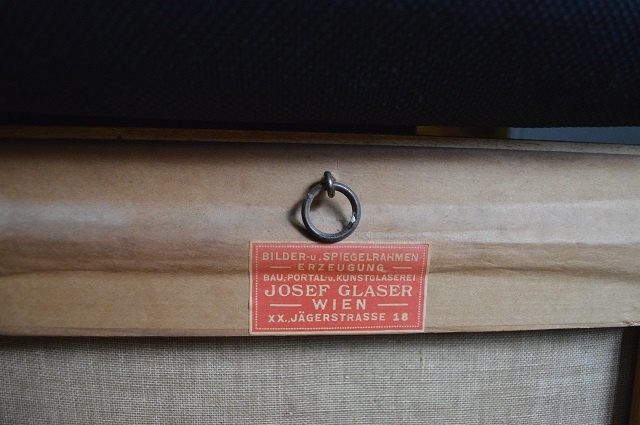 BILDER-u. SPIEGELRAHMEN
ERZEUGUNG
BAU,-PORTAL-u. KUNSTGLASEREI
JOSEF GLASER
WIEN
XX., JÄGERSTRASSE 18